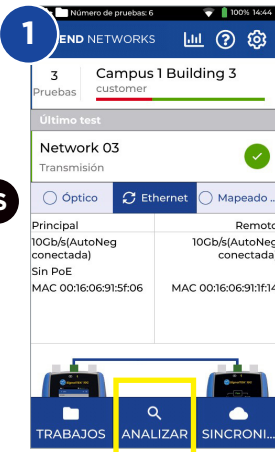 1
Número de pruebas: 6
100% 14:44
END NETWORKS
3
Pruebas
Campus 1 Building 3
customer
Último test
Network 03
Transmisión
S
Óptico
Ethernet
Mapeado ...
Principal
Remoto
10Gb/s(AutoNeg
conectada)
10Gb/s(AutoNeg
conectada)
Sin PoE
MAC 00:16:06:91:5f:06
MAC 00:16:06:91:1f:14
TRABAJOS
ANALIZAR
SINCRONI...